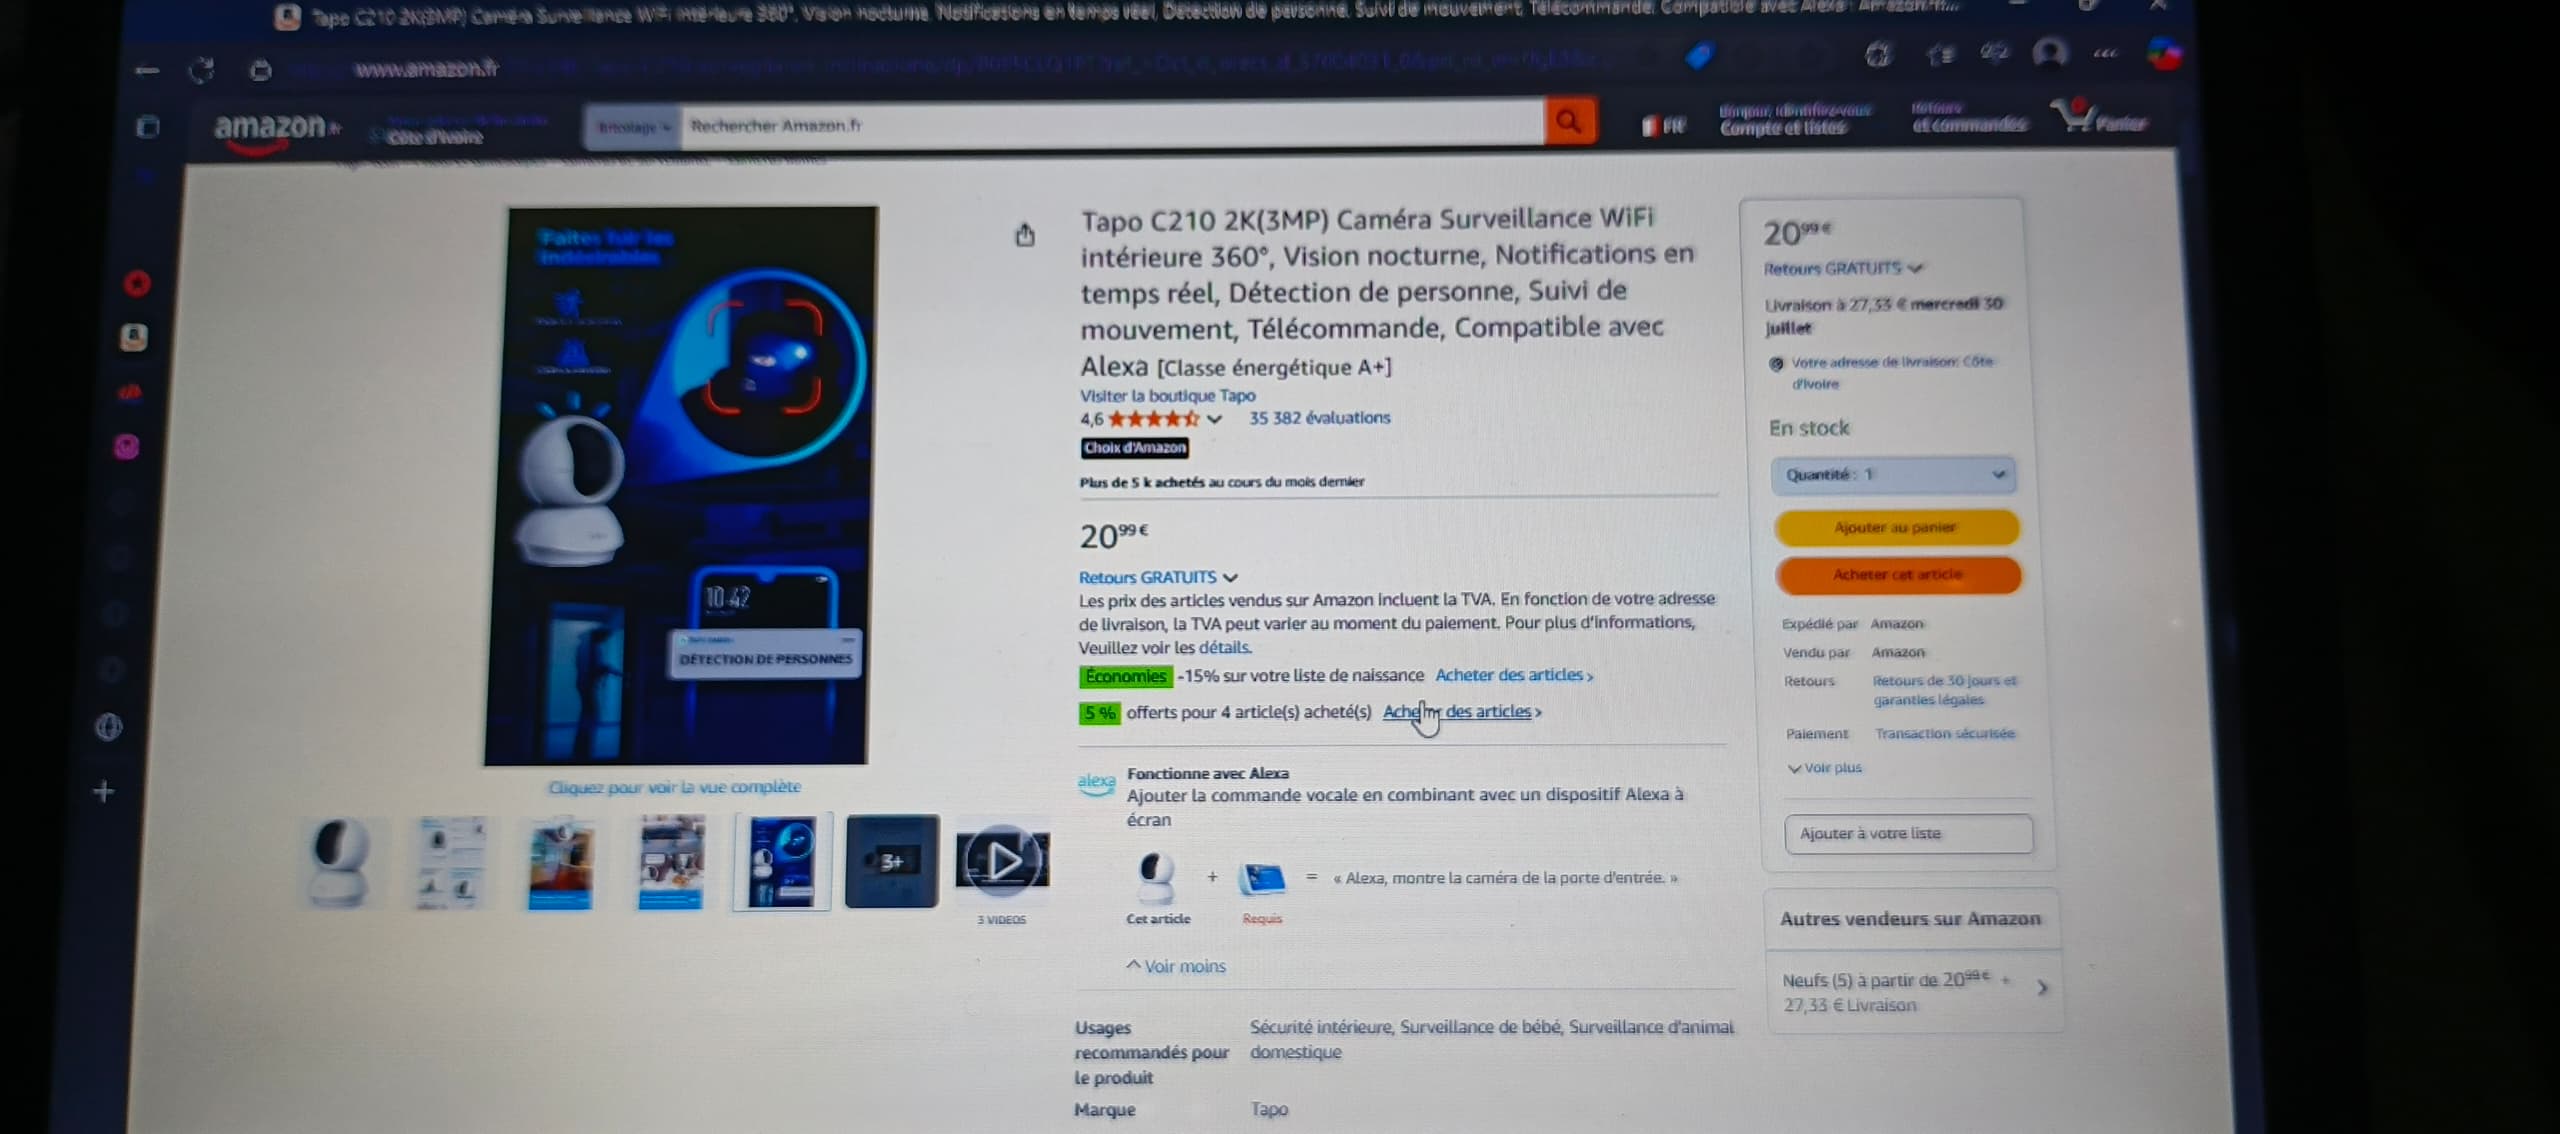 Tapo C210 2K(3MP) Caméra Surveillance WiFi intérieure 360°, Vision nocturne, Notifications en temps réel, Détection de personne, Suivi de mouvement, Télécommande, Compatible avec Alexa : Amazon.fr...
www.amazon.fr
amazon.fr
Côte d'Ivoire
Bricolage
Rechercher Amazon.fr
FR
Bonjour, Identifiez-vous
Compte et listes
Retours
et commandes
Panier
Faites fuir les
indésirables
10:42
DÉTECTION DE PERSONNES
Cliquez pour voir la vue complète
3+
3 VIDEOS
Tapo C210 2K(3MP) Caméra Surveillance WiFi
intérieure 360°, Vision nocturne, Notifications en
temps réel, Détection de personne, Suivi de
mouvement, Télécommande, Compatible avec
Alexa [Classe énergétique A+]
Visiter la boutique Tapo
4,6 35 382 évaluations
Choix d'Amazon
Plus de 5 k achetés au cours du mois dernier
20,99 €
Retours GRATUITS
Les prix des articles vendus sur Amazon incluent la TVA. En fonction de votre adresse
de livraison, la TVA peut varier au moment du paiement. Pour plus d'informations,
Veuillez voir les détails.
Économies -15% sur votre liste de naissance Acheter des articles ›
5 % offerts pour 4 article(s) acheté(s) Acheter des articles ›
alexa
Fonctionne avec Alexa
Ajouter la commande vocale en combinant avec un dispositif Alexa à
écran
+ = « Alexa, montre la caméra de la porte d'entrée. »
Cet article Requis
Voir moins
Usages
recommandés pour
le produit
Sécurité intérieure, Surveillance de bébé, Surveillance d'animal
domestique
Marque Tapo
20,99 €
Retours GRATUITS
Livraison à 27,33 € mercredi 30
juillet
Votre adresse de livraison: Côte
d'Ivoire
En stock
Quantité : 1
Ajouter au panier
Acheter cet article
Expédié par Amazon
Vendu par Amazon
Retours Retours de 30 jours et
garanties légales
Paiement Transaction sécurisée
Voir plus
Ajouter à votre liste
Autres vendeurs sur Amazon
Neufs (5) à partir de 20,99 € +
27,33 € Livraison